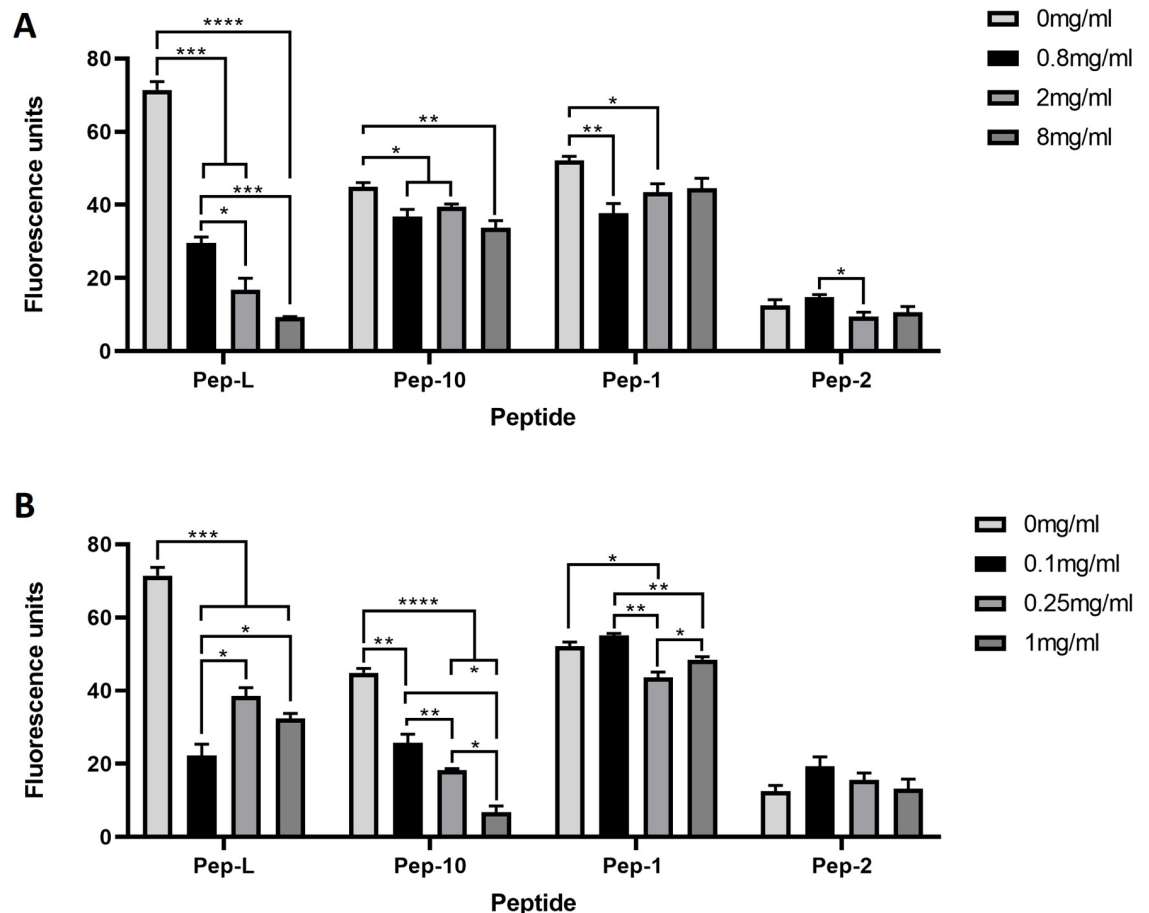 A
Fluorescence units
80
60
40
20
0
****
***
***
*
**
*
*
**
*
Pep-L Pep-10 Pep-1 Pep-2
Peptide
0mg/ml
0.8mg/ml
2mg/ml
8mg/ml
B
Fluorescence units
80
60
40
20
0
***
*
*
****
**
*
**
*
*
**
**
*
Pep-L Pep-10 Pep-1 Pep-2
Peptide
0mg/ml
0.1mg/ml
0.25mg/ml
1mg/ml